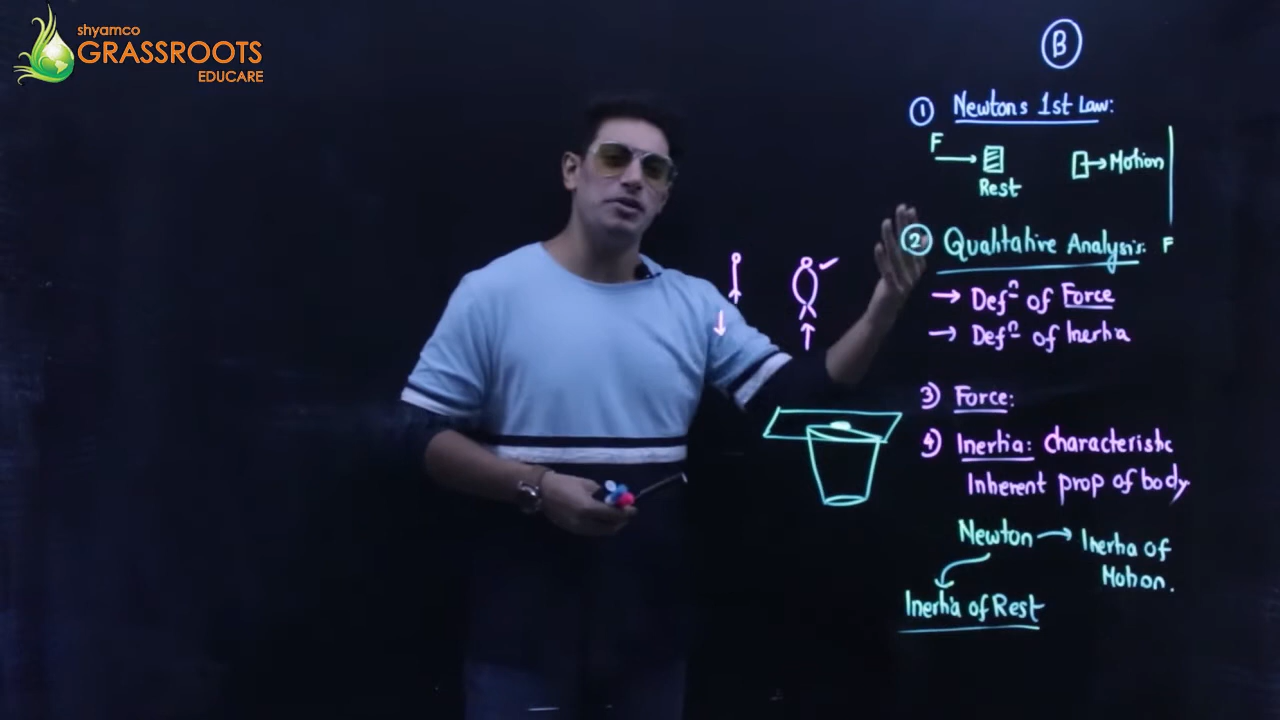 shyamco
GRASSROOTS
EDUCARE
B
1 Newtons 1st Law:
F
Rest
Motion
2 Qualitative Analysis: F
→ Defn of Force
→ Defn of Inertia
3) Force:
4) Inertia: characteristic
Inherent prop of body
Newton → Inertia of
Motion.
Inertia of Rest